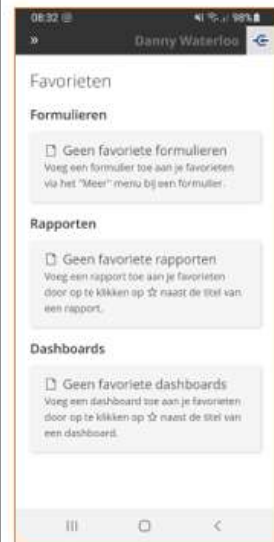 08:32
98%
» Danny Waterloo
Favorieten
Formulieren
Geen favoriete formulieren
Voeg een formulier toe aan je favorieten
via het "Meer" menu bij een formulier.
Rapporten
Geen favoriete rapporten
Voeg een rapport toe aan je favorieten
door op te klikken op ☆ naast de titel van
een rapport.
Dashboards
Geen favoriete dashboards
Voeg een dashboard toe aan je favorieten
door op te klikken op ☆ naast de titel van
een dashboard.